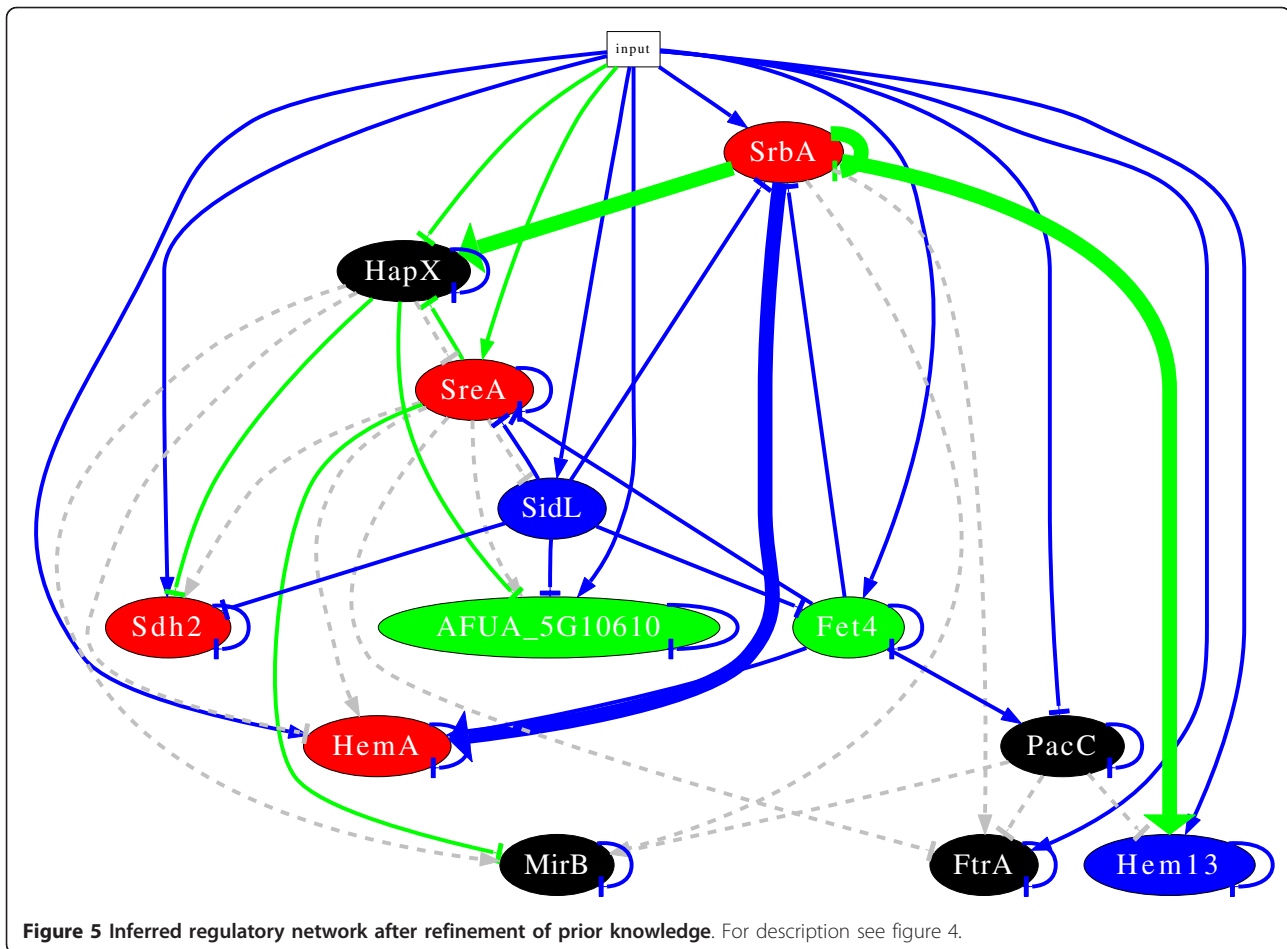 input
SrbA
HapX
SreA
SidL
Sdh2
AFUA_5G10610
Fet4
HemA
PacC
MirB
FtrA
Hem13
Figure 5 Inferred regulatory network after refinement of prior knowledge. For description see figure 4.